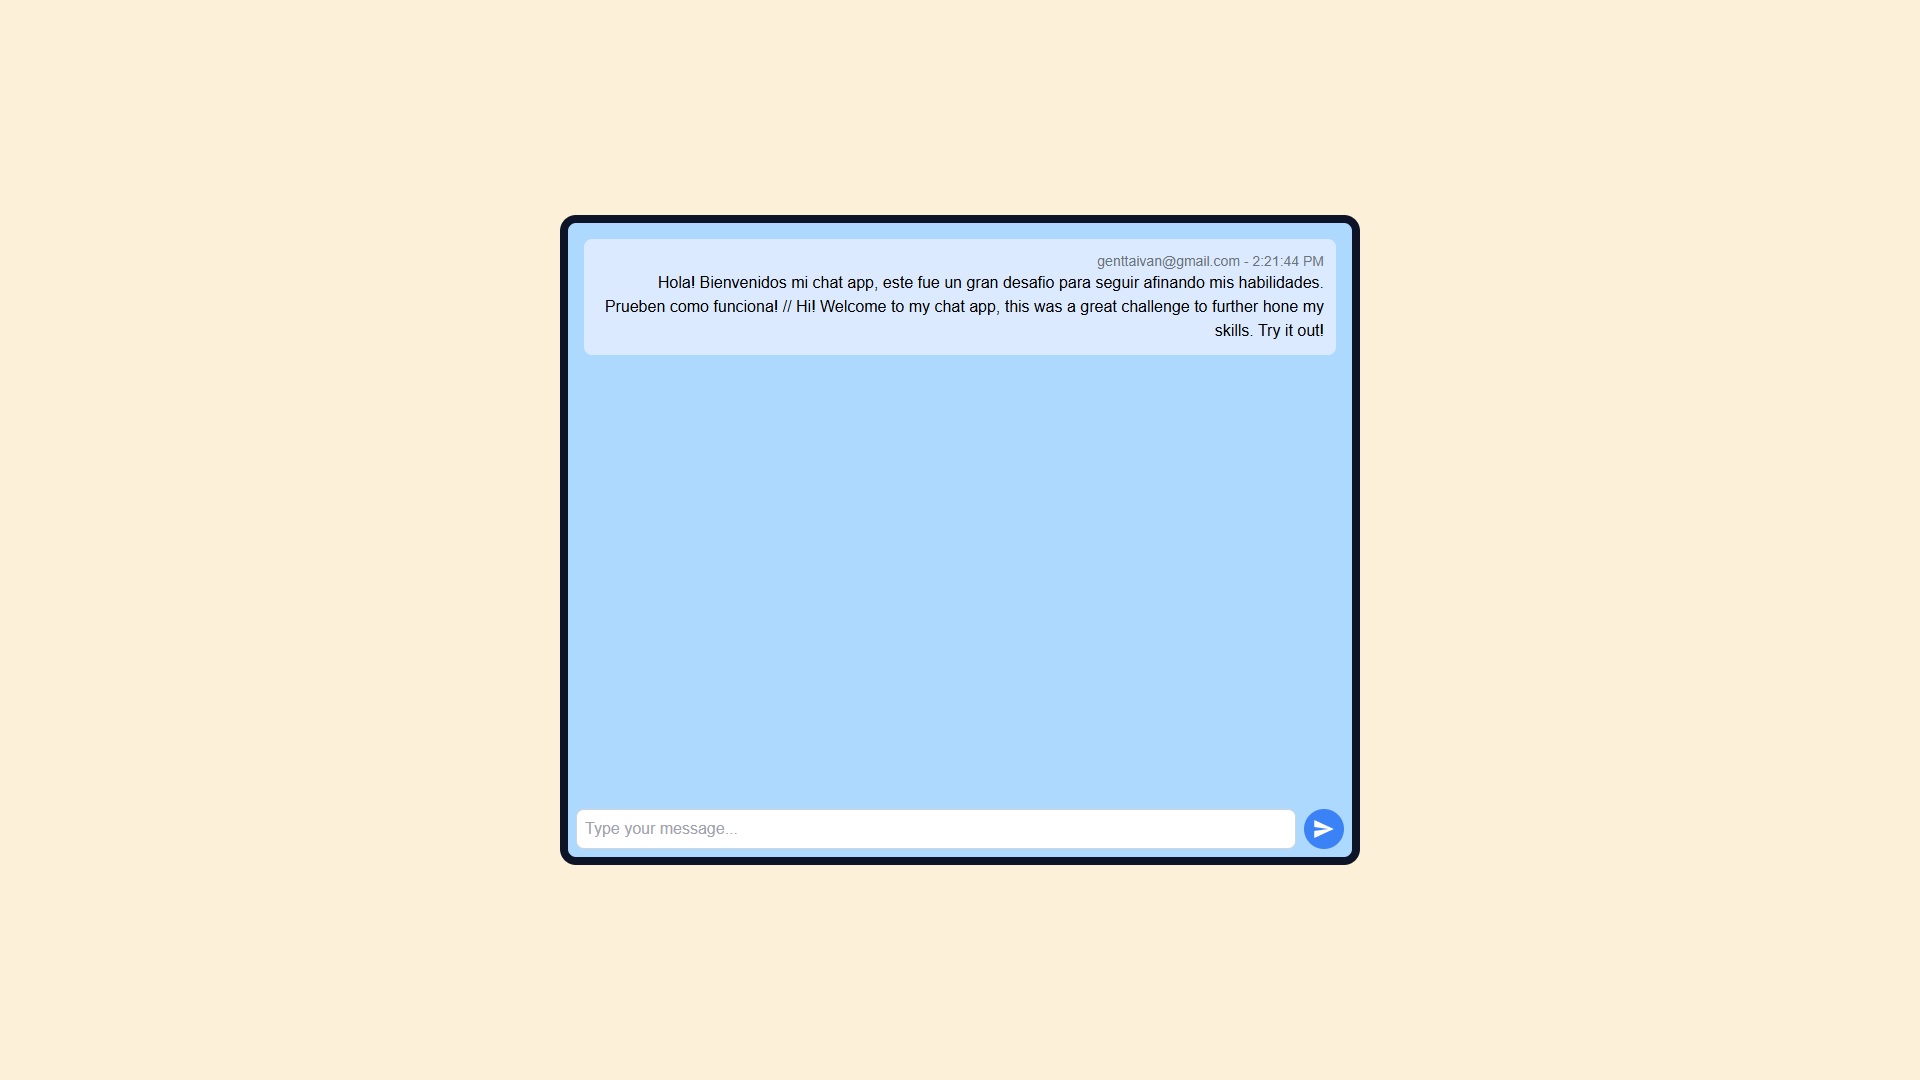 genttaivan@gmail.com - 2:21:44 PM
Hola! Bienvenidos mi chat app, este fue un gran desafio para seguir afinando mis habilidades.
Prueben como funciona! // Hi! Welcome to my chat app, this was a great challenge to further hone my
skills. Try it out!
Type your message...